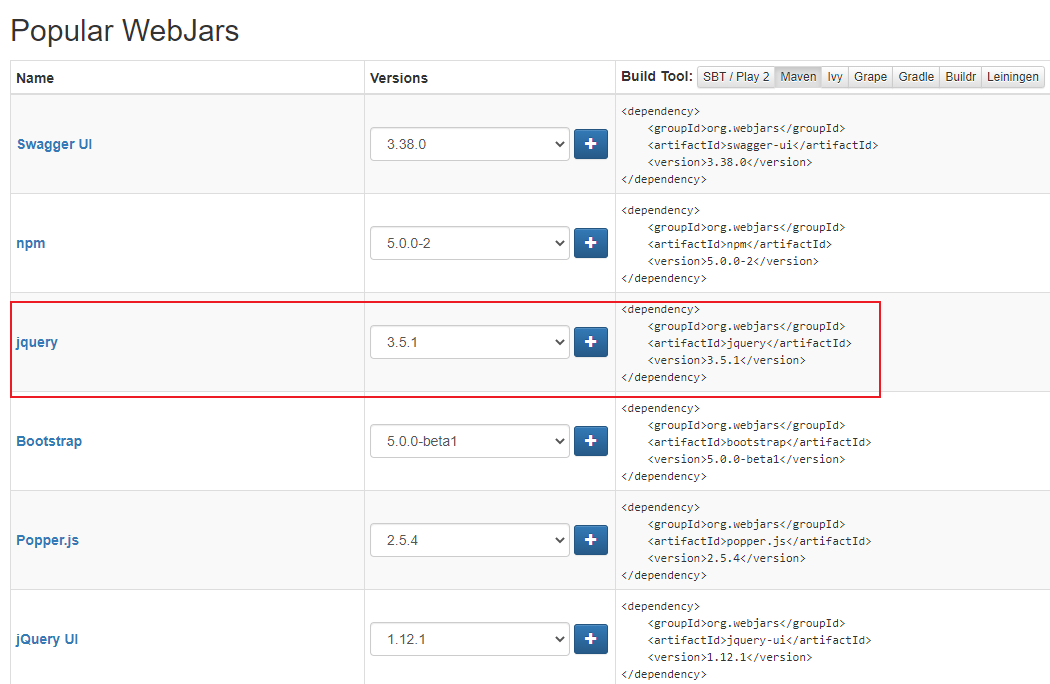 Popular WebJars
Name Versions Build Tool: SBT / Play 2 Maven Ivy Grape Gradle Buildr Leiningen
Swagger UI 3.38.0
<dependency>
<groupId>org.webjars</groupId>
<artifactId>swagger-ui</artifactId>
<version>3.38.0</version>
</dependency>
npm 5.0.0-2
<dependency>
<groupId>org.webjars</groupId>
<artifactId>npm</artifactId>
<version>5.0.0-2</version>
</dependency>
jquery 3.5.1
<dependency>
<groupId>org.webjars</groupId>
<artifactId>jquery</artifactId>
<version>3.5.1</version>
</dependency>
Bootstrap 5.0.0-beta1
<dependency>
<groupId>org.webjars</groupId>
<artifactId>bootstrap</artifactId>
<version>5.0.0-beta1</version>
</dependency>
Popper.js 2.5.4
<dependency>
<groupId>org.webjars</groupId>
<artifactId>popper.js</artifactId>
<version>2.5.4</version>
</dependency>
jQuery UI 1.12.1
<dependency>
<groupId>org.webjars</groupId>
<artifactId>jquery-ui</artifactId>
<version>1.12.1</version>
</dependency>